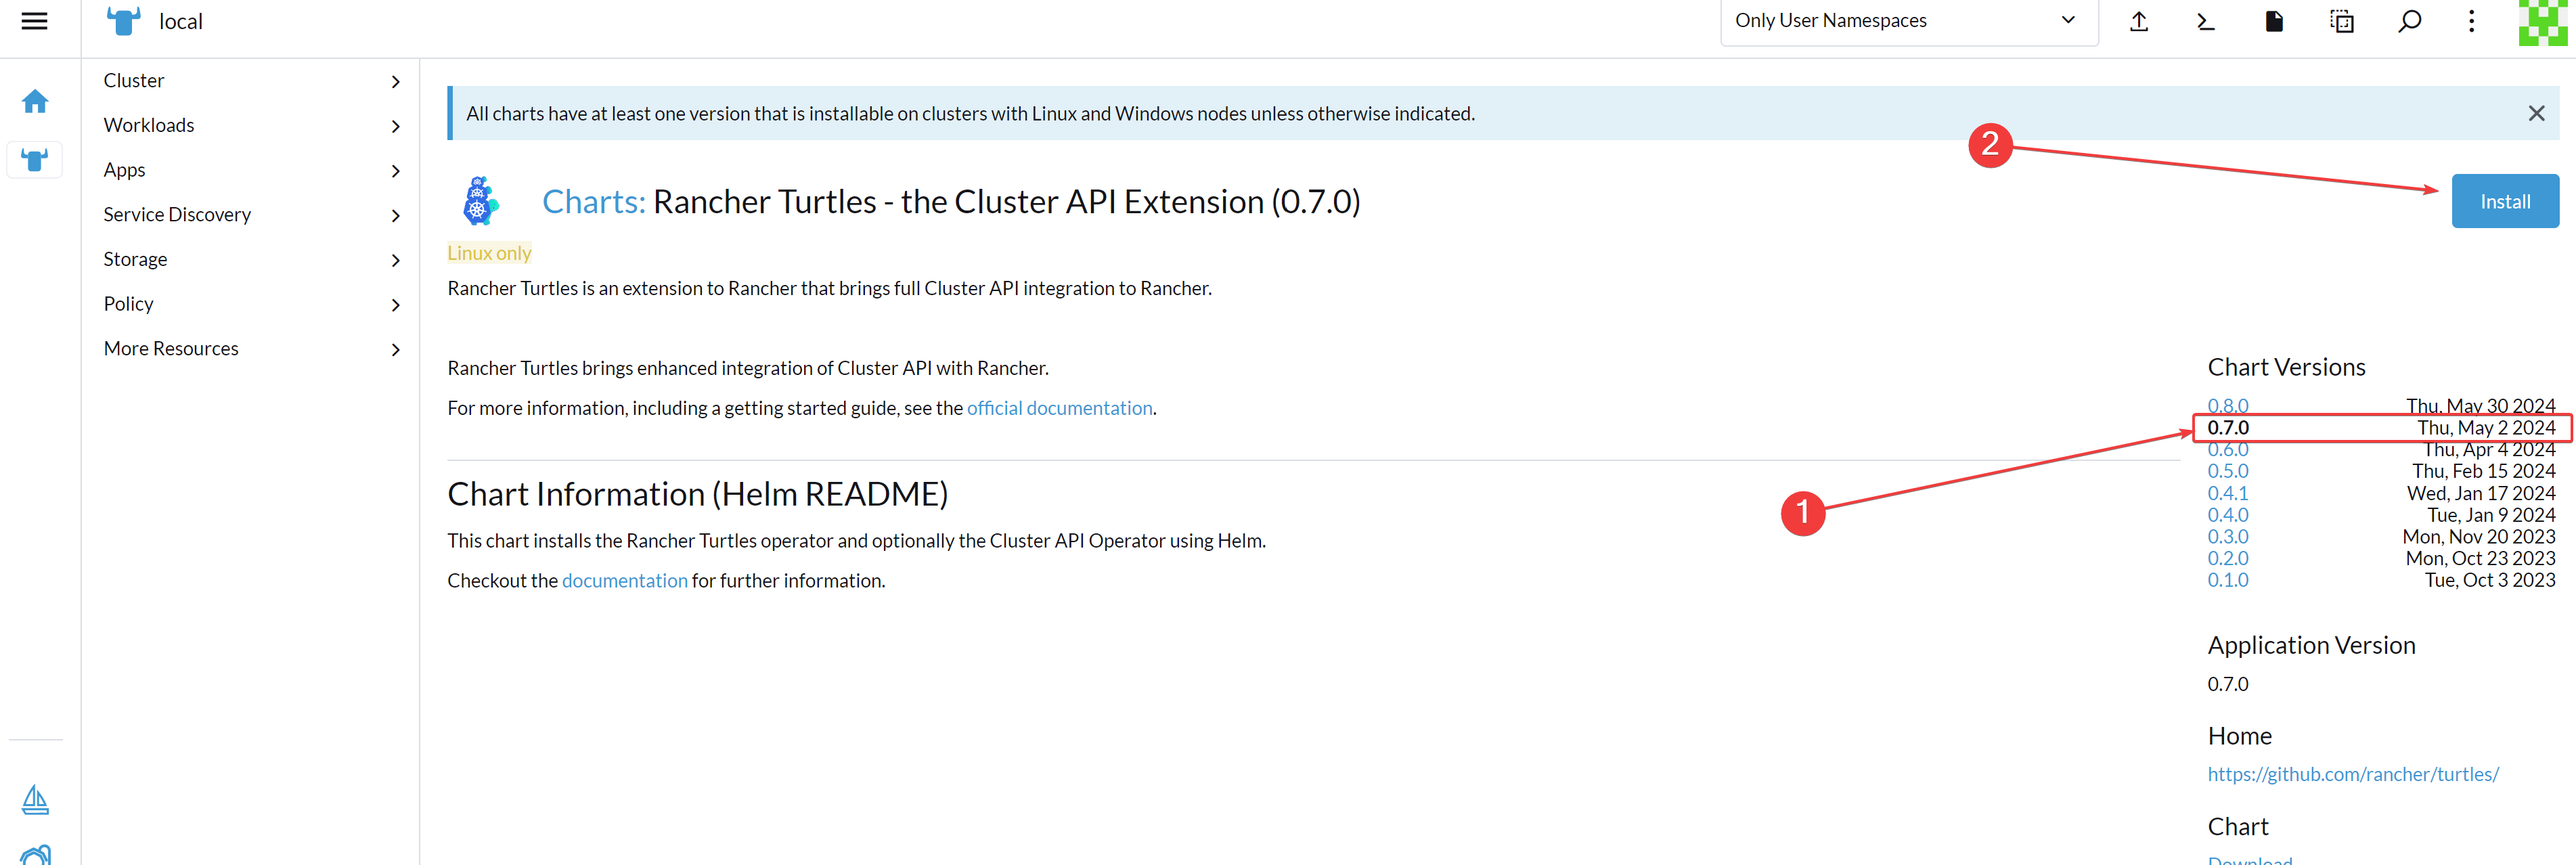 local
Only User Namespaces
Cluster
Workloads
Apps
Service Discovery
Storage
Policy
More Resources
All charts have at least one version that is installable on clusters with Linux and Windows nodes unless otherwise indicated.
2
Charts: Rancher Turtles - the Cluster API Extension (0.7.0)
Install
Linux only
Rancher Turtles is an extension to Rancher that brings full Cluster API integration to Rancher.
Rancher Turtles brings enhanced integration of Cluster API with Rancher.
For more information, including a getting started guide, see the official documentation.
Chart Information (Helm README)
This chart installs the Rancher Turtles operator and optionally the Cluster API Operator using Helm.
Checkout the documentation for further information.
1
Chart Versions
0.8.0 Thu, May 30 2024
0.7.0 Thu, May 2 2024
0.6.0 Thu, Apr 4 2024
0.5.0 Thu, Feb 15 2024
0.4.1 Wed, Jan 17 2024
0.4.0 Tue, Jan 9 2024
0.3.0 Mon, Nov 20 2023
0.2.0 Mon, Oct 23 2023
0.1.0 Tue, Oct 3 2023
Application Version
0.7.0
Home
https://github.com/rancher/turtles/
Chart
Download